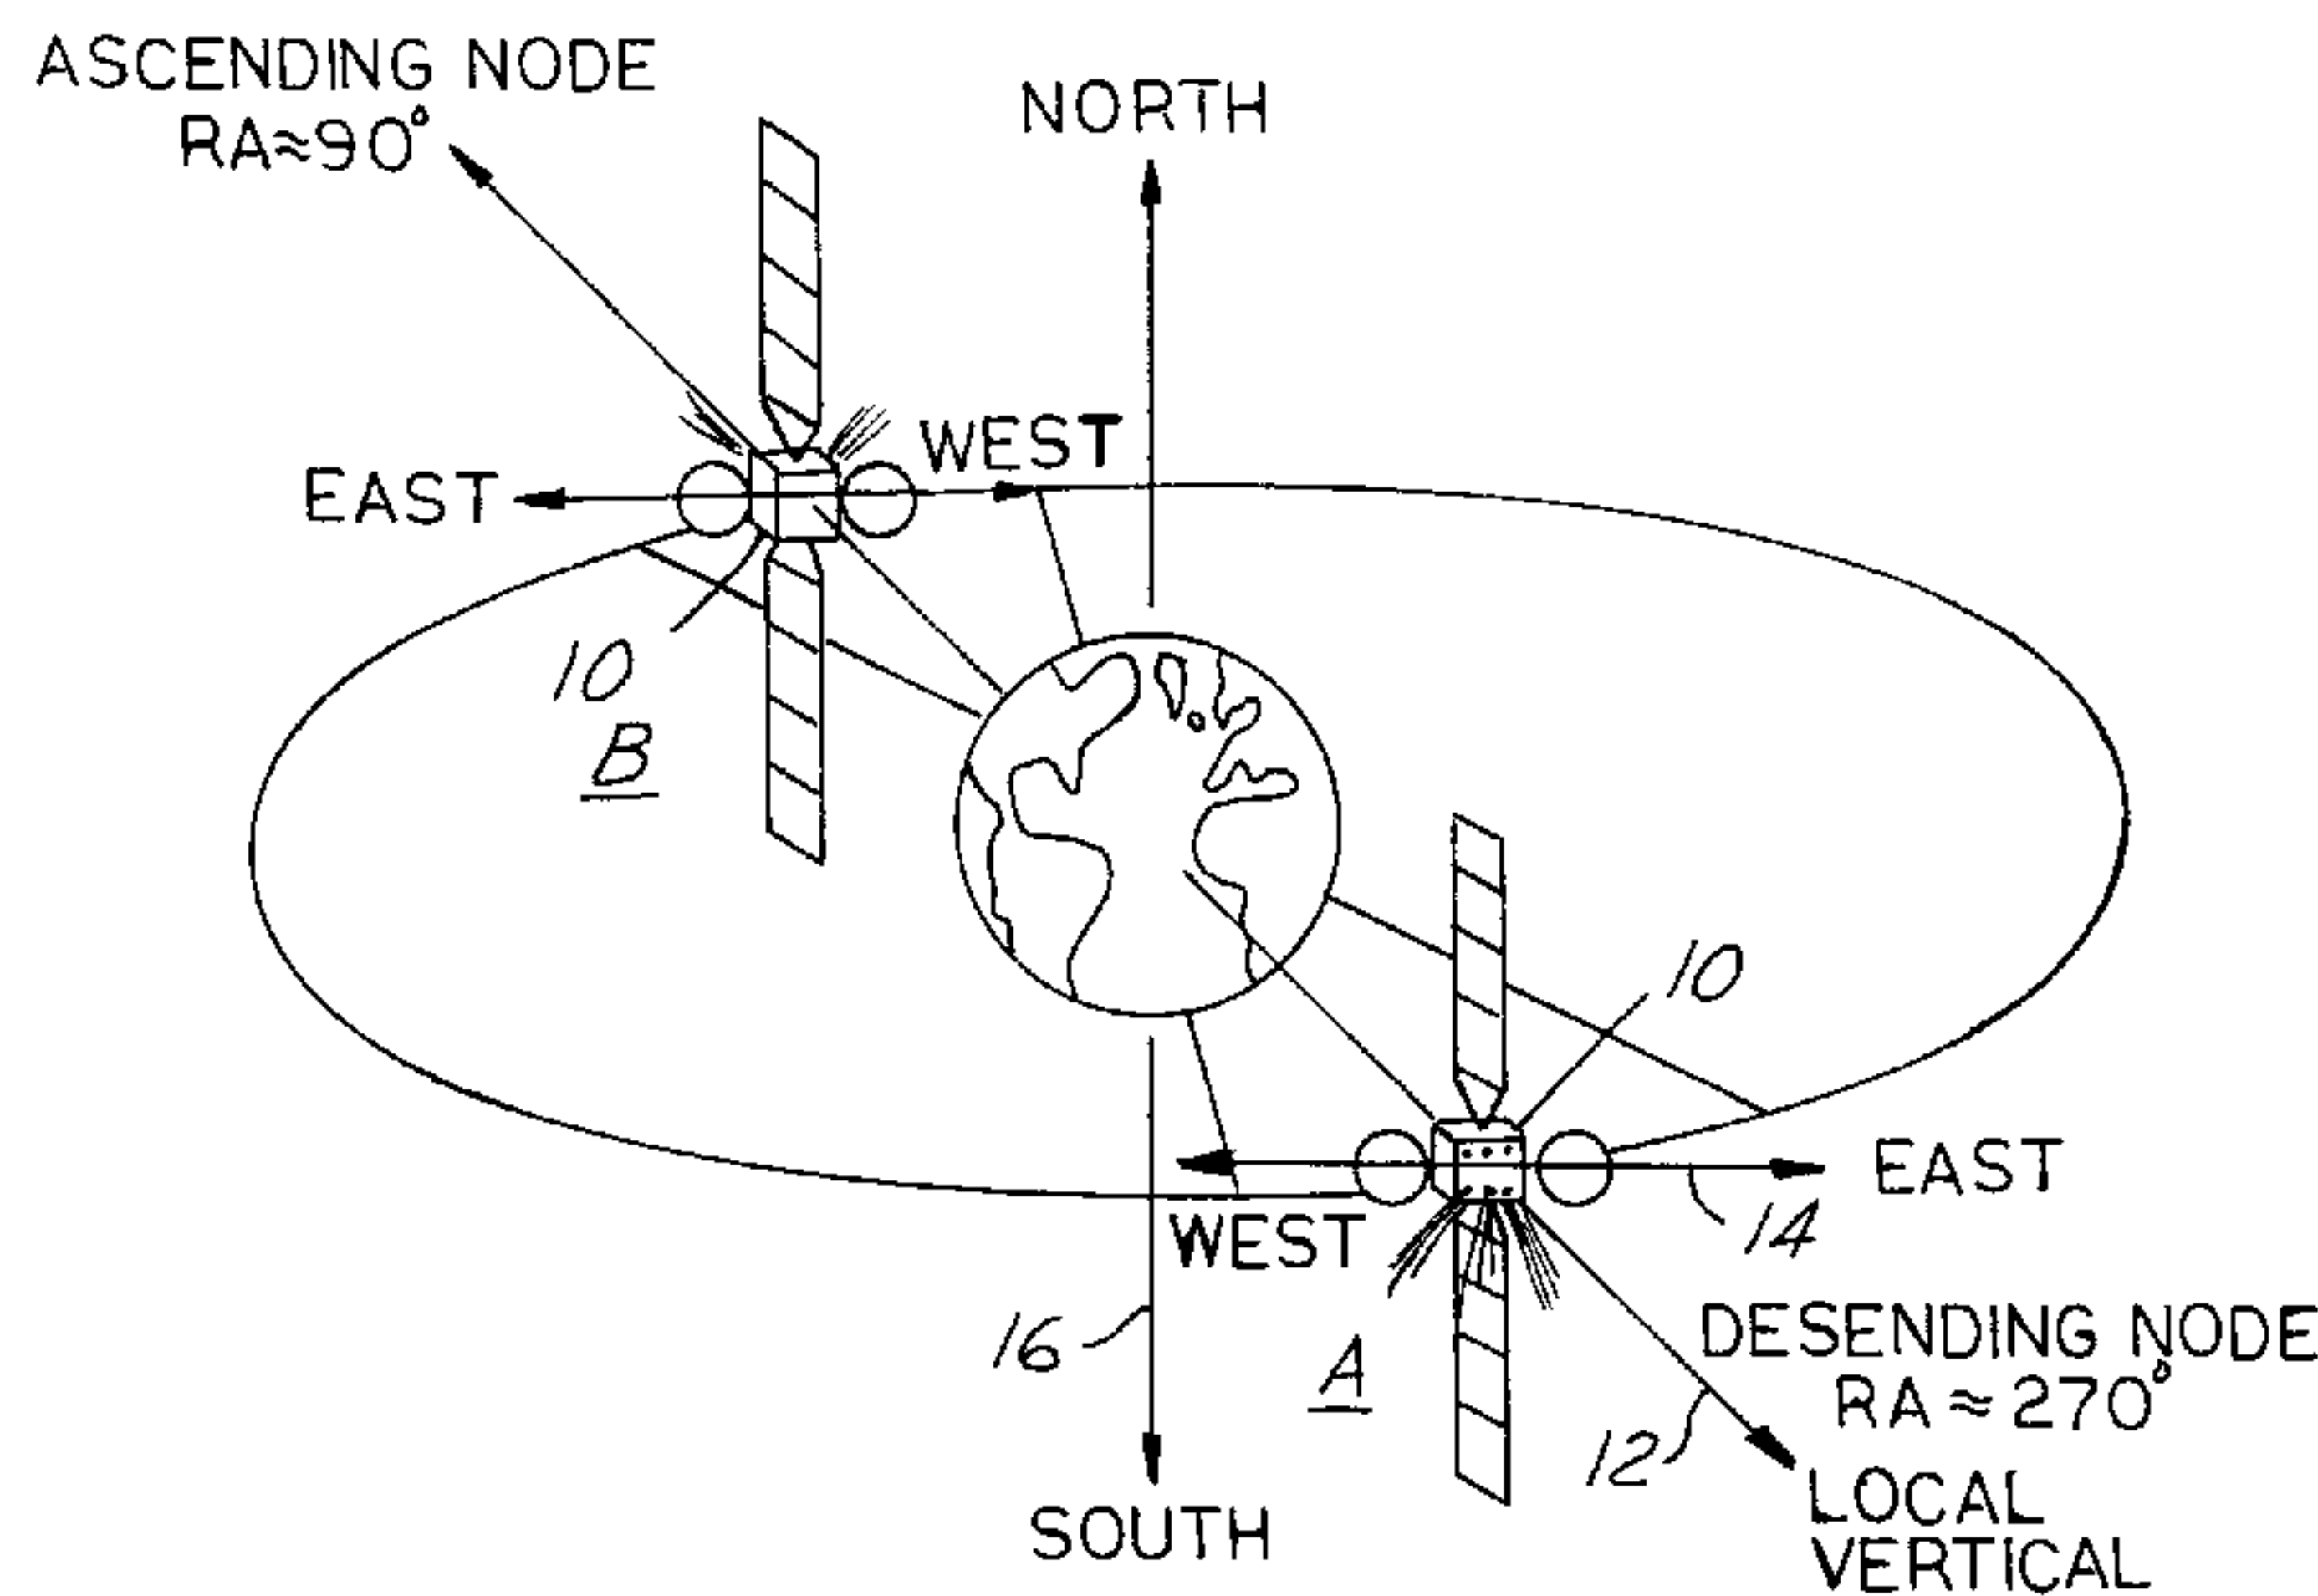 ASCENDING NODE
RA≈90°
NORTH
WEST
EAST
10
B
10
EAST
14
WEST
16
A
DESENDING NODE
RA≈270°
12
LOCAL
VERTICAL
SOUTH